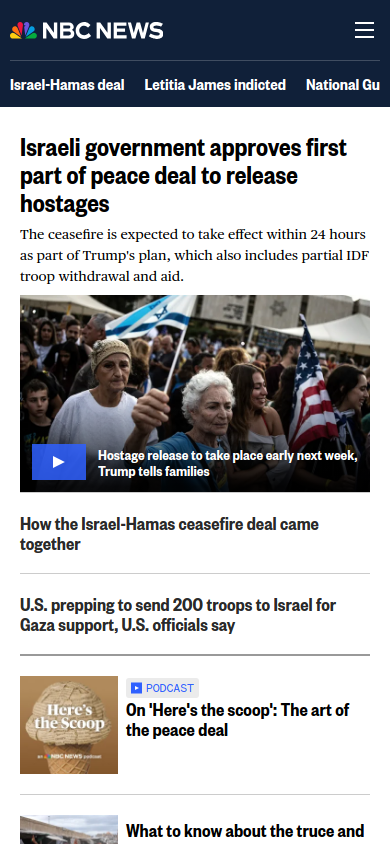 NBC NEWS
Israel-Hamas deal Letitia James indicted National Gu
Israeli government approves first
part of peace deal to release
hostages
The ceasefire is expected to take effect within 24 hours
as part of Trump's plan, which also includes partial IDF
troop withdrawal and aid.
Hostage release to take place early next week,
Trump tells families
How the Israel-Hamas ceasefire deal came
together
U.S. prepping to send 200 troops to Israel for
Gaza support, U.S. officials say
Here's
the Scoop
an NBC NEWS podcast
PODCAST
On 'Here's the scoop': The art of
the peace deal
What to know about the truce and